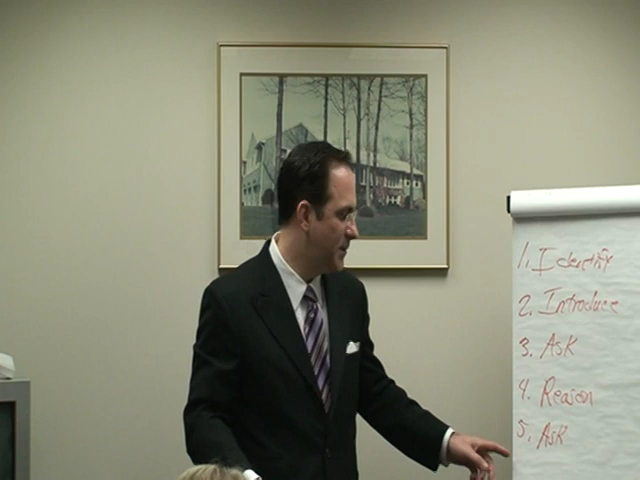 1. Identify
2. Introduce
3. Ask
4. Reason
5. Ask